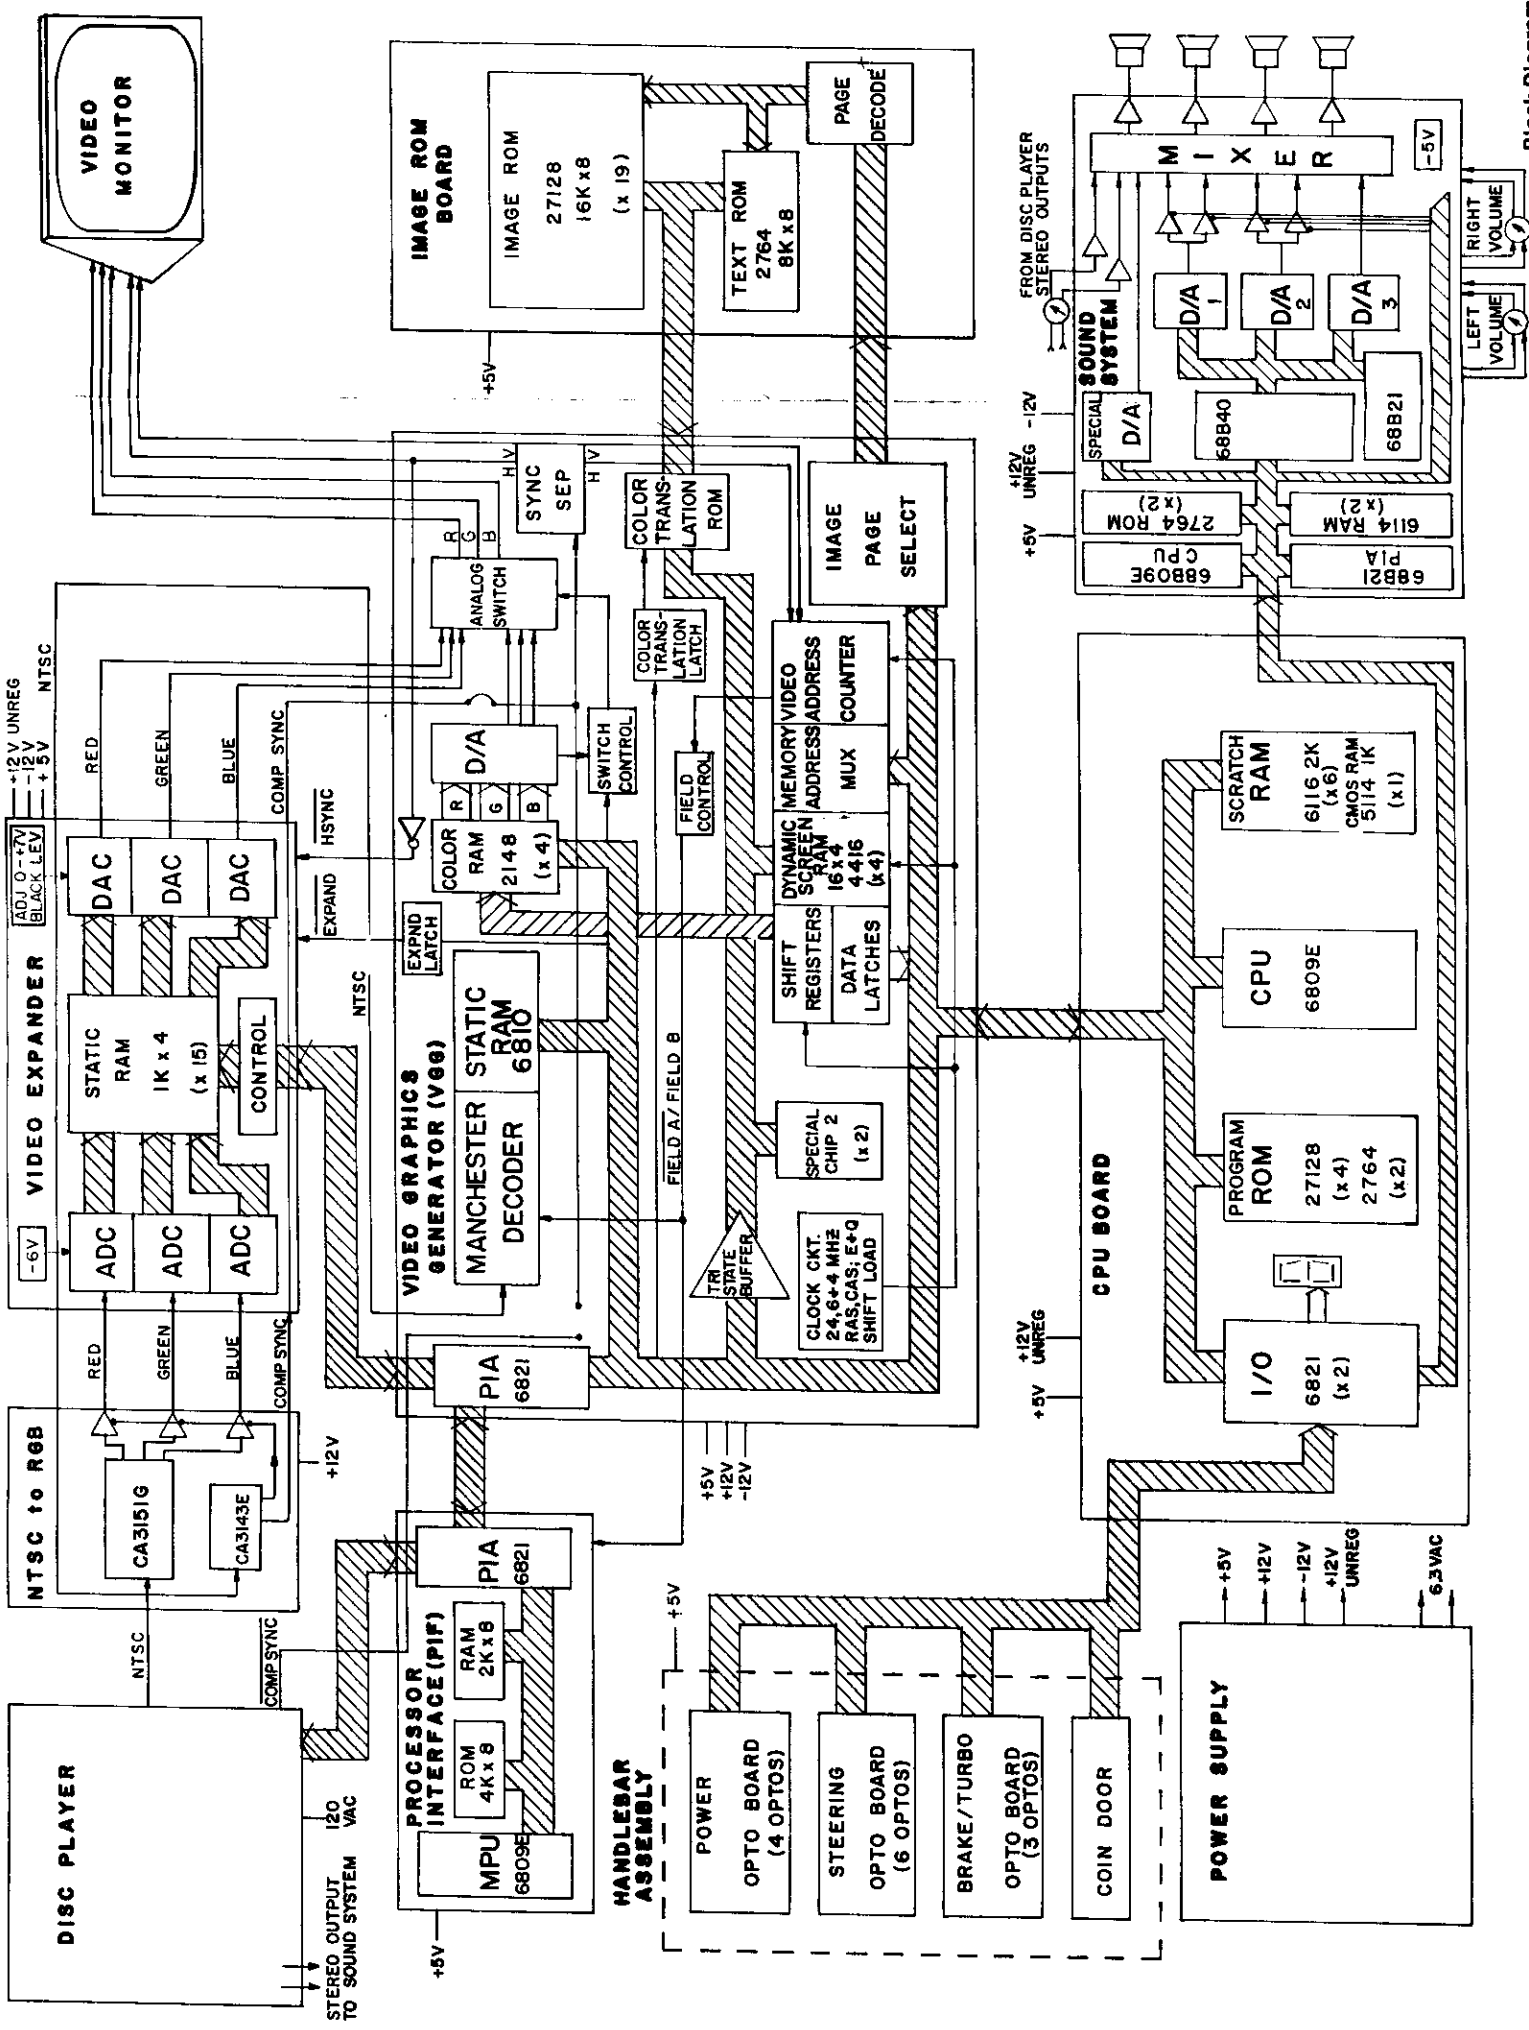 DISC PLAYER
STEREO OUTPUT
TO SOUND SYSTEM
120
VAC
NTSC
COMPSYNC
NTSC to RGB
CA3151G
CA3143E
+12V
RED
GREEN
BLUE
COMP SYNC
VIDEO EXPANDER
-6V
ADC
ADC
ADC
STATIC
RAM
1K x 4
(x 15)
CONTROL
ADJ 0-+7V
BLACK LEV
DAC
DAC
DAC
+12V UNREG
-12V
+5V
NTSC
RED
GREEN
BLUE
COMP SYNC
HSYNC
EXPAND
VIDEO
MONITOR
PROCESSOR
INTERFACE (PIF)
MPU
6809E
ROM
4K x 8
RAM
2K x 8
PIA
6821
+5V
VIDEO GRAPHICS
GENERATOR (VGG)
NTSC
PIA
6821
MANCHESTER
DECODER
STATIC
RAM
6810
EXPND
LATCH
COLOR
RAM
2148
(x 4)
R
G
B
D/A
SWITCH
CONTROL
ANALOG
SWITCH
R
G
B
SYNC
SEP
H V
H V
COLOR
TRANS-
LATION
LATCH
COLOR
TRANS-
LATION
ROM
FIELD A/ FIELD B
FIELD
CONTROL
TRI
STATE
BUFFER
SPECIAL
CHIP 2
(x 2)
CLOCK CKT.
24,6+4 MHz
RAS,CAS; E+Q
SHIFT LOAD
SHIFT
REGISTERS
DATA
LATCHES
DYNAMIC
SCREEN
RAM
16X4
4416
(x4)
MEMORY
ADDRESS
MUX
VIDEO
ADDRESS
COUNTER
IMAGE
PAGE
SELECT
+5V
+12V
-12V
IMAGE ROM
BOARD
IMAGE ROM
27128
16K x 8
(x 19)
TEXT ROM
2764
8K x 8
PAGE
DECODE
+5V
HANDLEBAR
ASSEMBLY
+5V
POWER
OPTO BOARD
(4 OPTOS)
STEERING
OPTO BOARD
(6 OPTOS)
BRAKE/TURBO
OPTO BOARD
(3 OPTOS)
COIN DOOR
CPU BOARD
+5V
+12V
UNREG
I/O
6821
(x 2)
PROGRAM
ROM
27128
(x 4)
2764
(x 2)
CPU
6809E
SCRATCH
RAM
6116 2K
(x 6)
CMOS RAM
5114 1K
(x 1)
POWER SUPPLY
+5V
+12V
-12V
+12V
UNREG
6.3VAC
SOUND
SYSTEM
+5V
+12V
UNREG
-12V
FROM DISC PLAYER
STEREO OUTPUTS
68B09E
CPU
2764 ROM
(x 2)
68B21
PIA
6114 RAM
(x 2)
SPECIAL
D/A
68B40
68B21
D/A
1
D/A
2
D/A
3
MIXER
-5V
LEFT
VOLUME
RIGHT
VOLUME